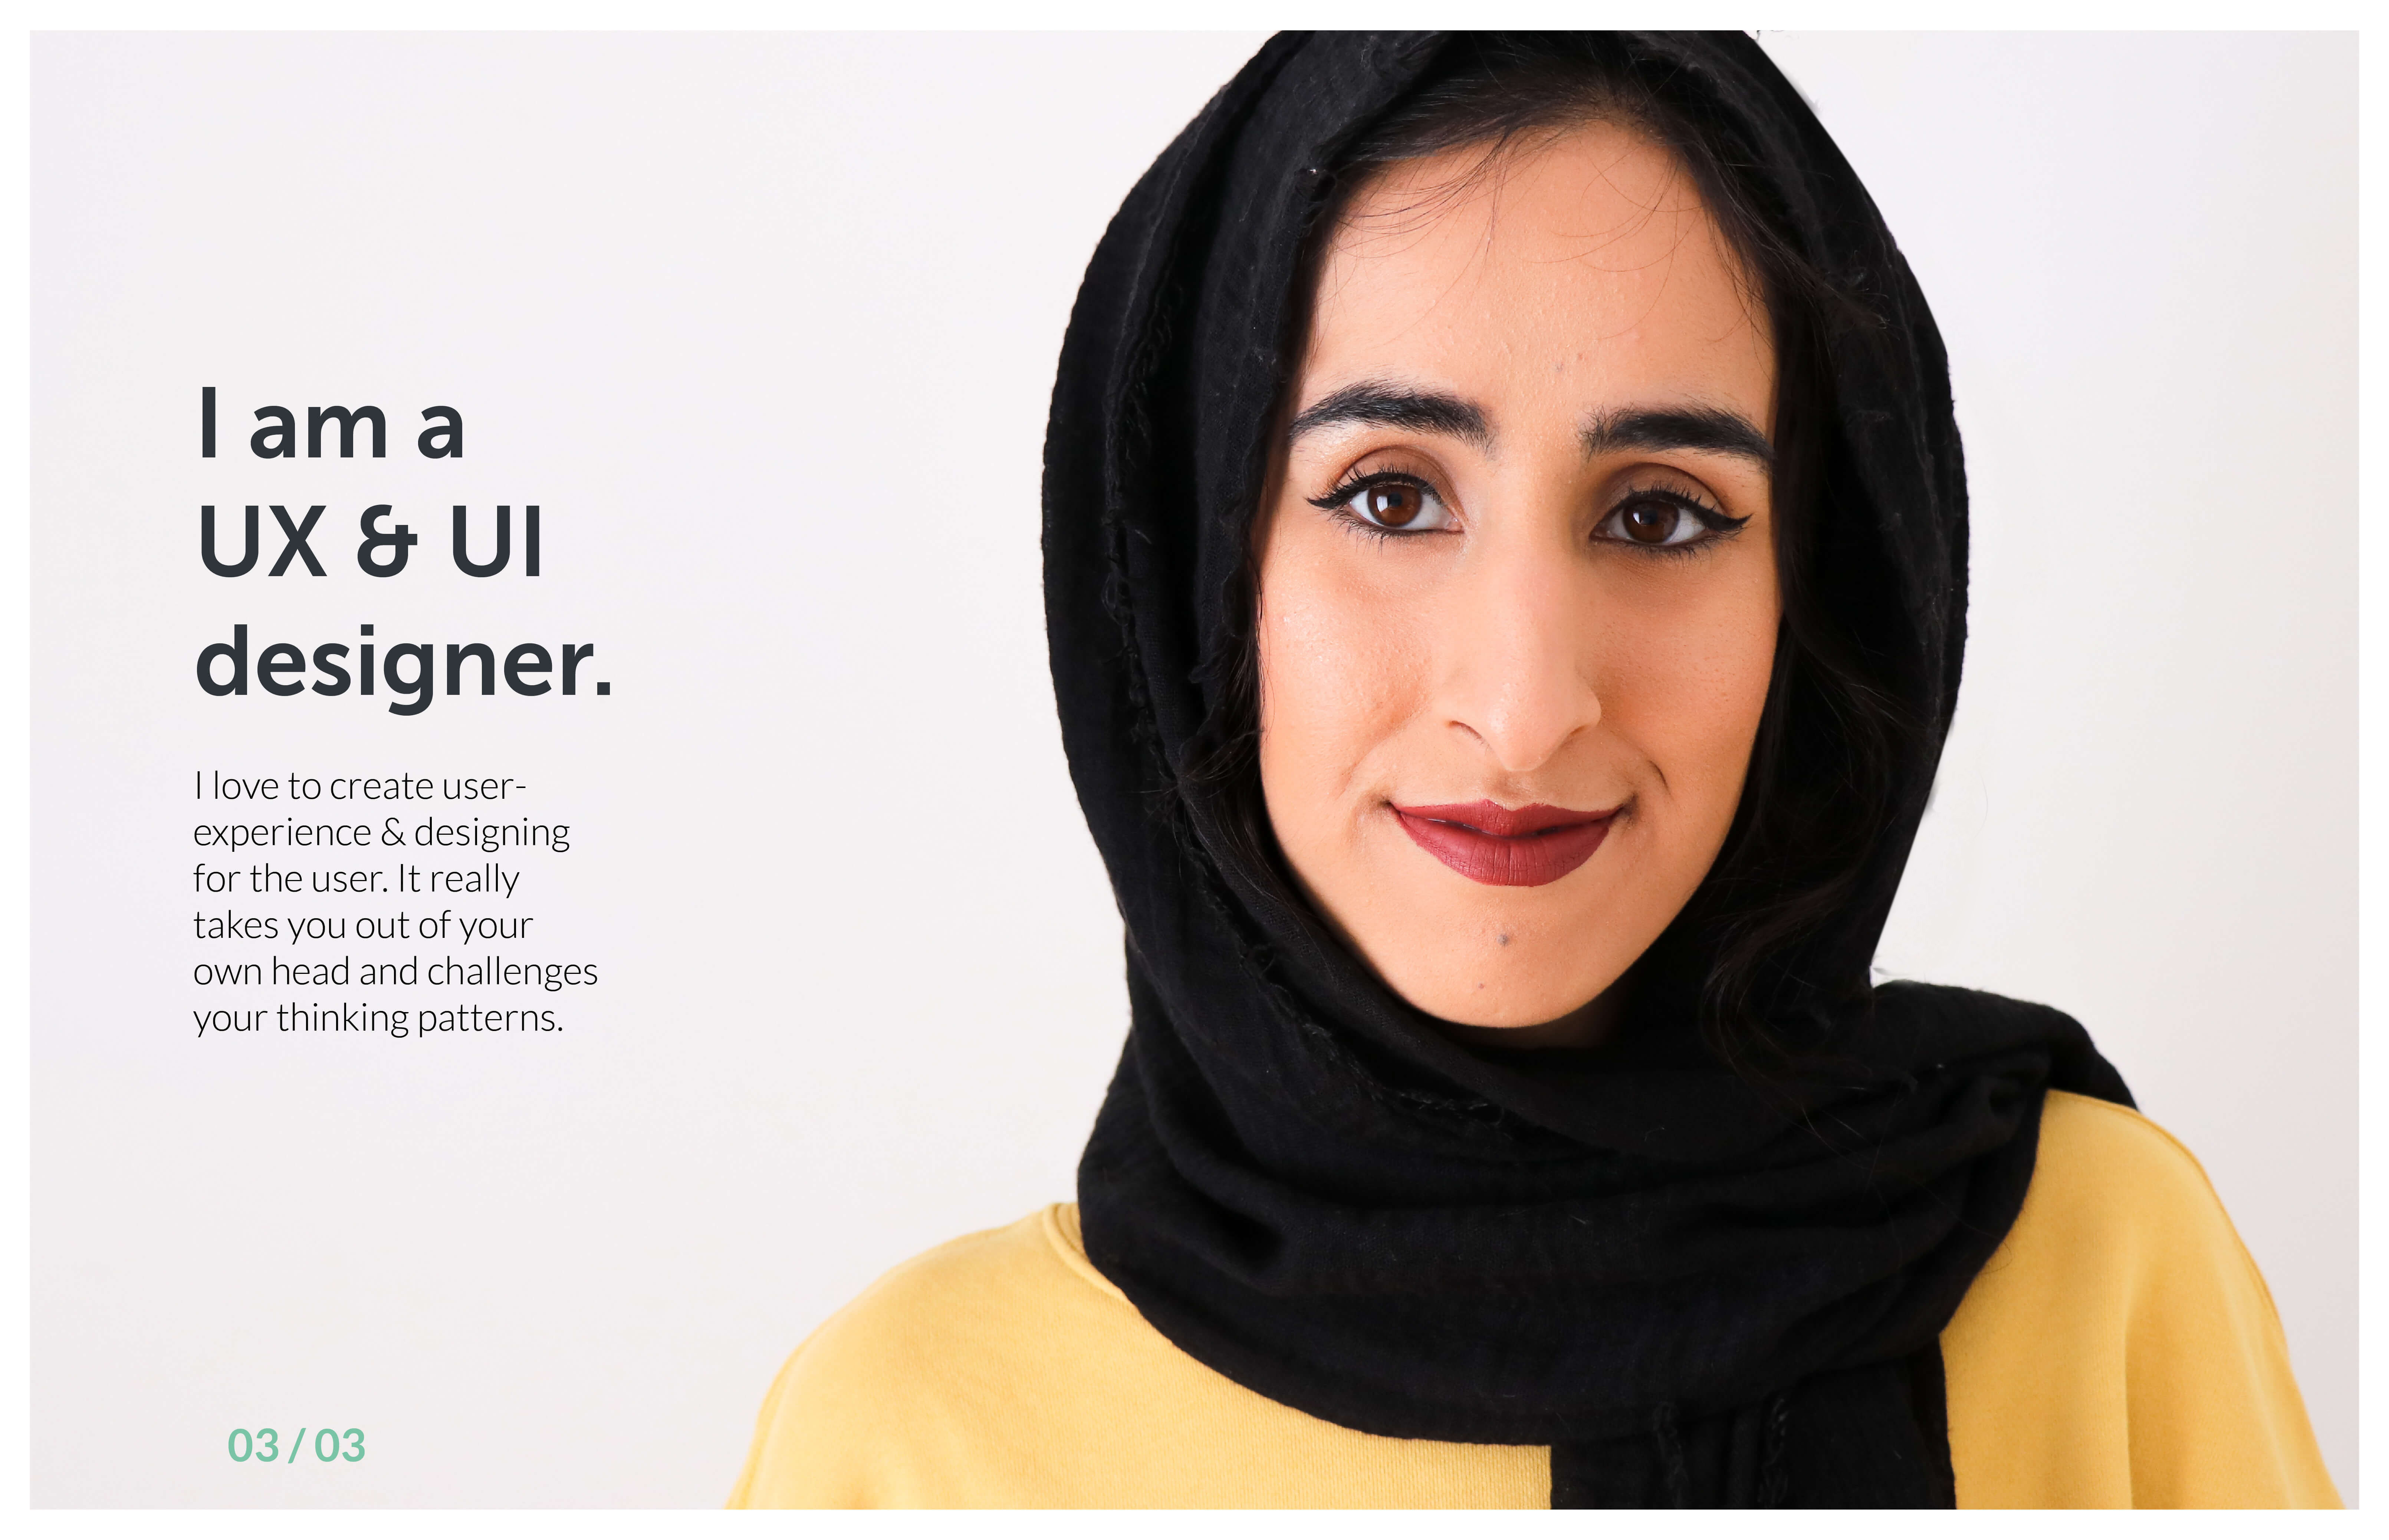 I am a
UX & UI
designer.
I love to create user-
experience & designing
for the user. It really
takes you out of your
own head and challenges
your thinking patterns.
03 / 03